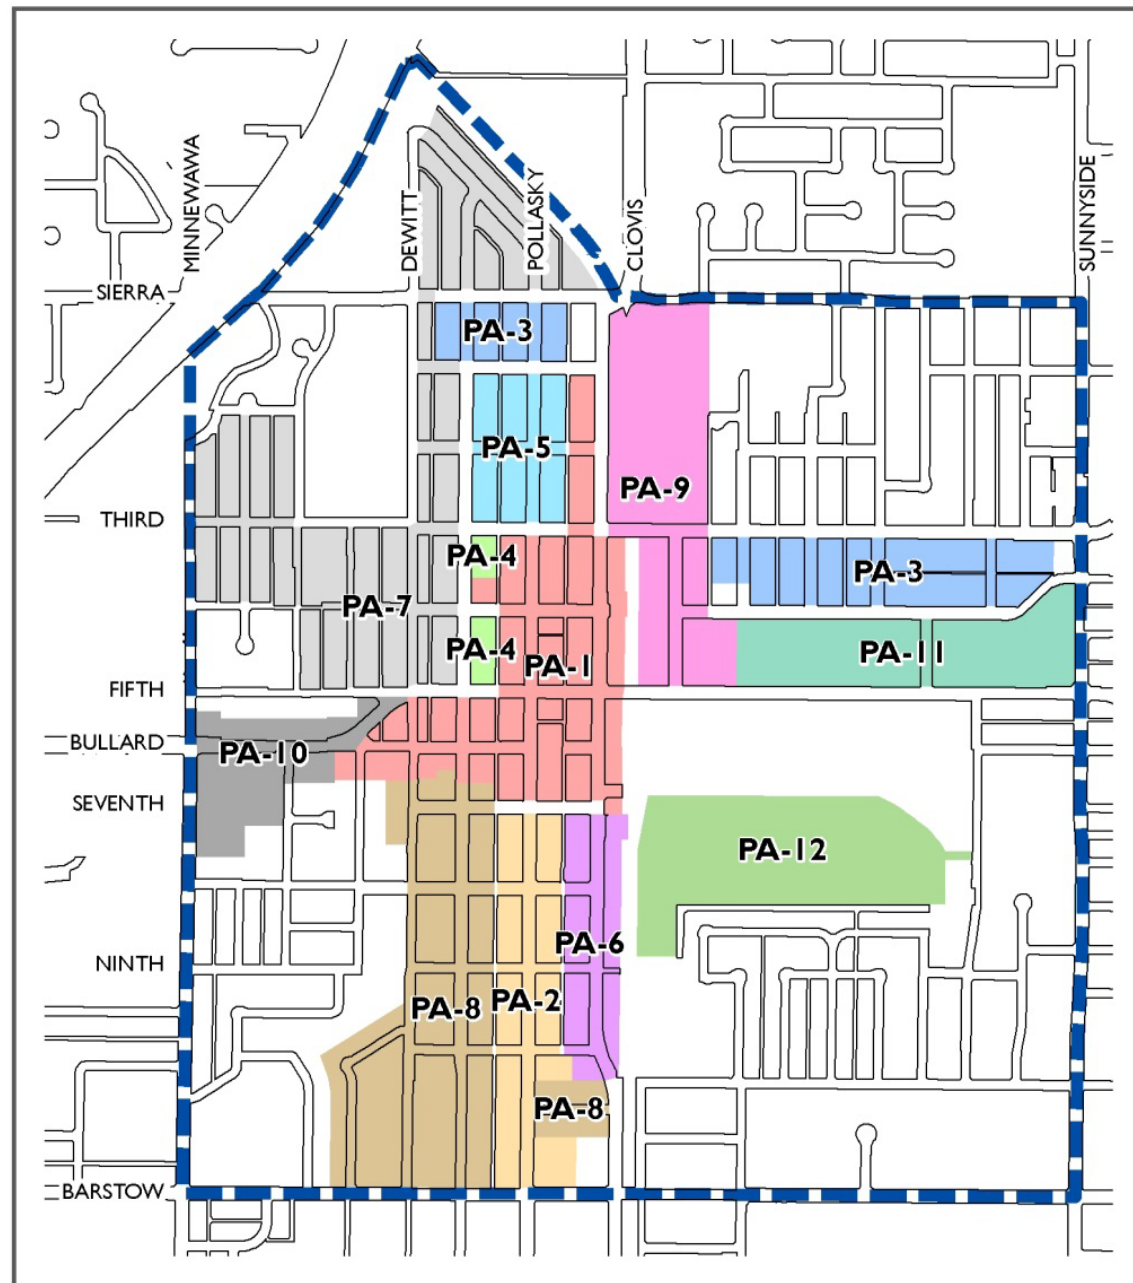 MINNEWAWA
DEWITT
POLLASKY
CLOVIS
SUNNYSIDE
SIERRA
PA-3
PA-5
PA-9
THIRD
PA-4
PA-3
PA-7
PA-4
PA-1
PA-11
FIFTH
BULLARD
PA-10
SEVENTH
PA-12
PA-6
NINTH
PA-8
PA-2
PA-8
BARSTOW